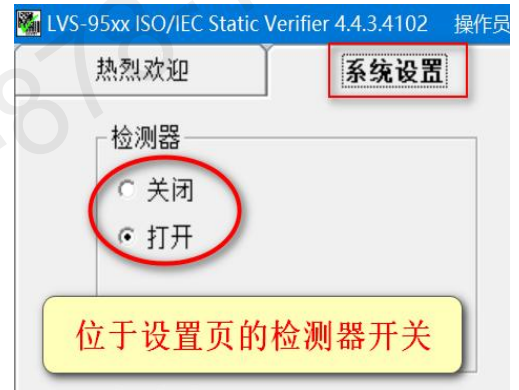 LVS-95xx ISO/IEC Static Verifier 4.4.3.4102 操作员
热烈欢迎 系统设置
检测器
关闭
打开
位于设置页的检测器开关